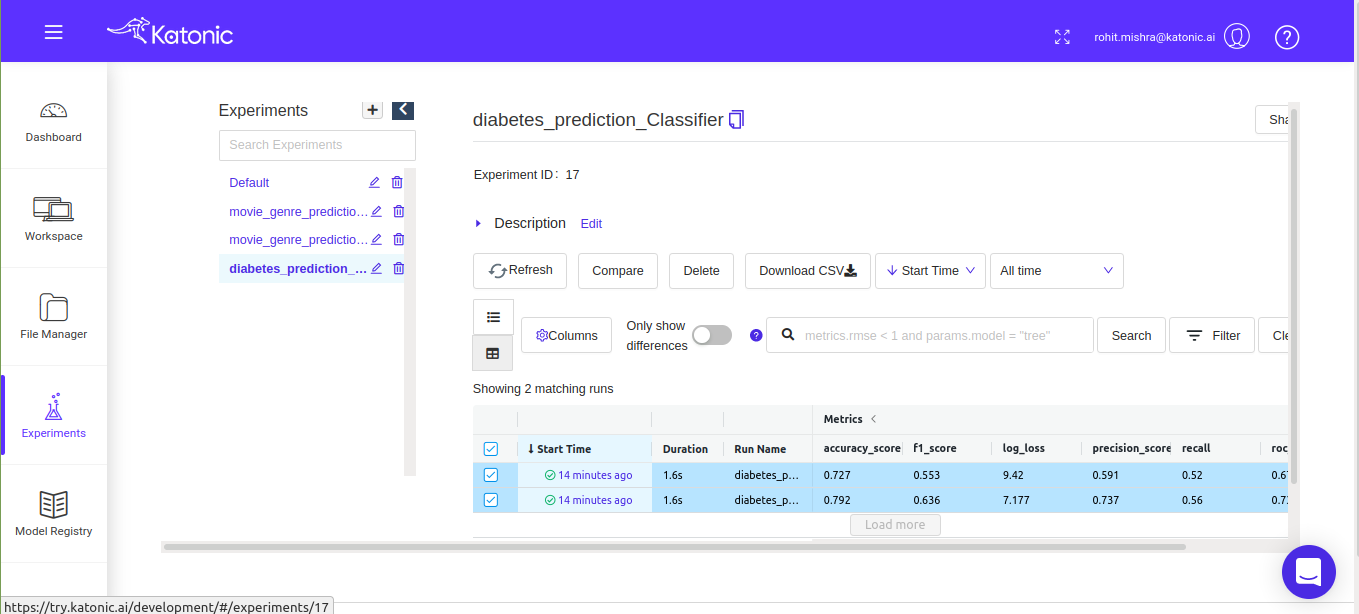 Katonic
rohit.mishra@katonic.ai
?
Dashboard
Workspace
File Manager
Experiments
Model Registry
Experiments
+
Search Experiments
Default
movie_genre_predictio...
movie_genre_predictio...
diabetes_prediction_...
diabetes_prediction_Classifier
Sha
Experiment ID: 17
Description Edit
Refresh Compare Delete Download CSV Start Time All time
Columns
Only show
differences
?
metrics.rmse < 1 and params.model = "tree"
Search Filter Cle
Showing 2 matching runs
Metrics <
Start Time Duration Run Name accuracy_score f1_score log_loss precision_score recall roc_
14 minutes ago 1.6s diabetes_p... 0.727 0.553 9.42 0.591 0.52 0.67
14 minutes ago 1.6s diabetes_p... 0.792 0.636 7.177 0.737 0.56 0.73
Load more
https://try.katonic.ai/development/#/experiments/17